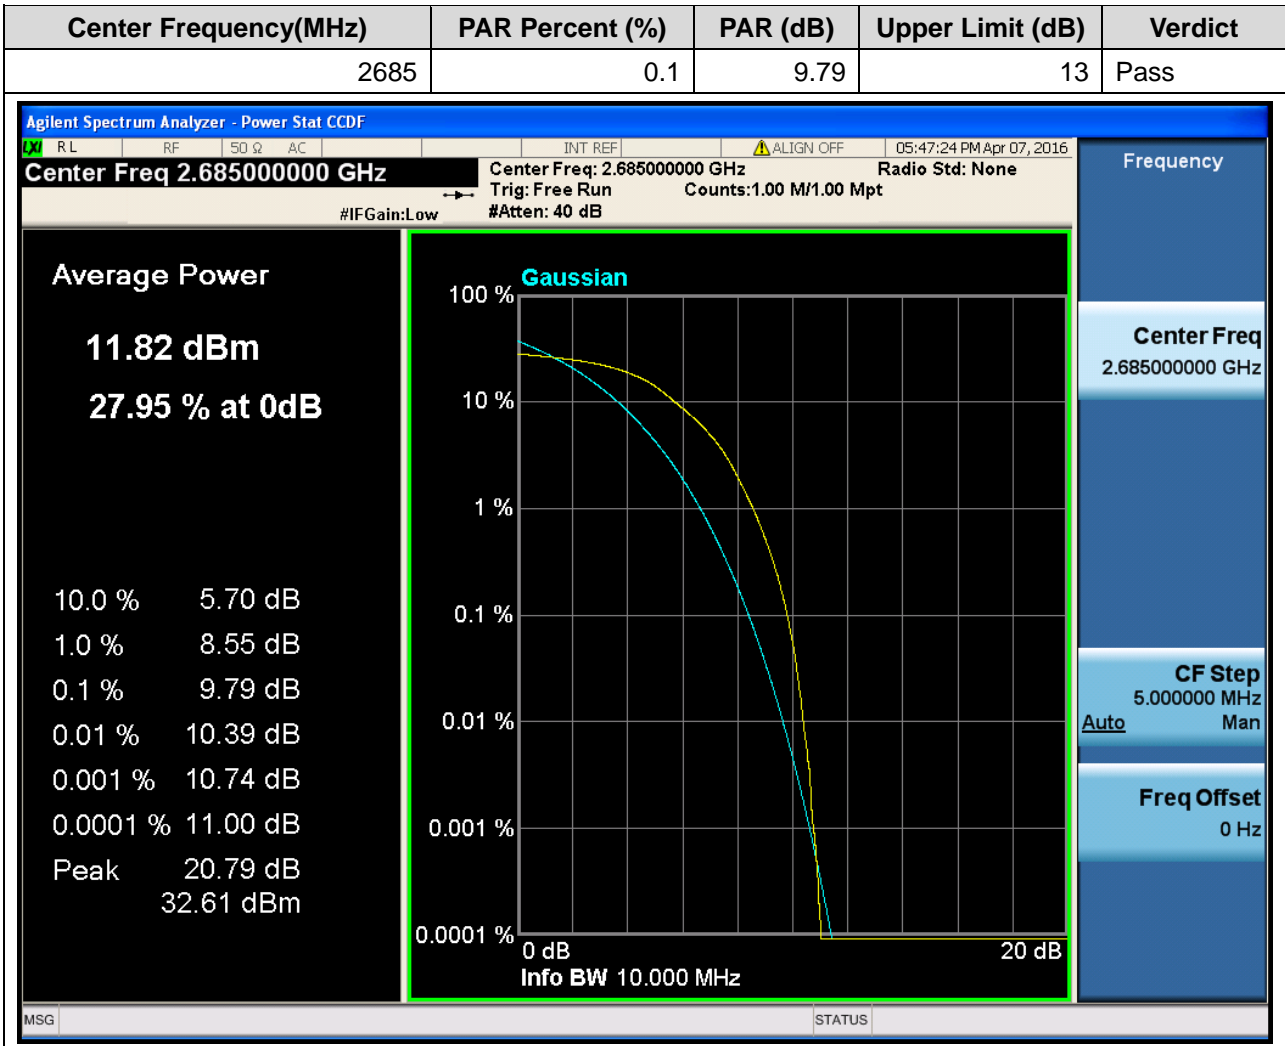 Center Frequency(MHz) PAR Percent (%) PAR (dB) Upper Limit (dB) Verdict
2685 0.1 9.79 13 Pass
Agilent Spectrum Analyzer - Power Stat CCDF
LXI RL RF 50 Ω AC INT REF ALIGN OFF 05:47:24 PM Apr 07, 2016
Center Freq 2.685000000 GHz
#IFGain:Low
Center Freq: 2.685000000 GHz Radio Std: None
Trig: Free Run Counts:1.00 M/1.00 Mpt
#Atten: 40 dB
Average Power
11.82 dBm
27.95 % at 0dB
10.0 % 5.70 dB
1.0 % 8.55 dB
0.1 % 9.79 dB
0.01 % 10.39 dB
0.001 % 10.74 dB
0.0001 % 11.00 dB
Peak 20.79 dB
32.61 dBm
Gaussian
100 %
10 %
1 %
0.1 %
0.01 %
0.001 %
0.0001 %
0 dB 20 dB
Info BW 10.000 MHz
Frequency
Center Freq
2.685000000 GHz
CF Step
5.000000 MHz
Auto Man
Freq Offset
0 Hz
MSG STATUS